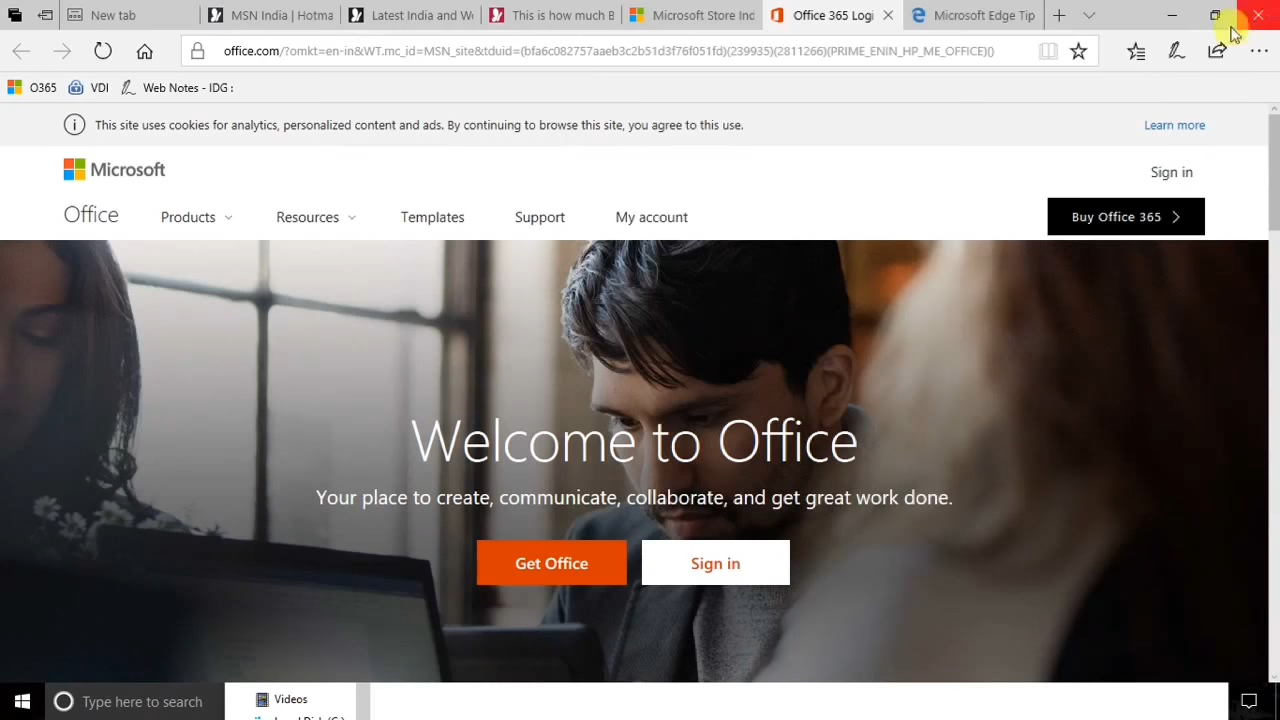 New tab
MSN India | Hotma
Latest India and Wo
This is how much B
Microsoft Store Ind
Office 365 Logi
Microsoft Edge Tip
office.com/?omkt=en-in&WT.mc_id=MSN_site&tduid=(bfa6c082757aaeb3c2b51d3f76f051fd)(239935)(2811266)(PRIME_ENIN_HP_ME_OFFICE)()
O365
VDI
Web Notes - IDG :
This site uses cookies for analytics, personalized content and ads. By continuing to browse this site, you agree to this use.
Learn more
Microsoft
Sign in
Office
Products
Resources
Templates
Support
My account
Buy Office 365
Welcome to Office
Your place to create, communicate, collaborate, and get great work done.
Get Office
Sign in
Type here to search
Videos